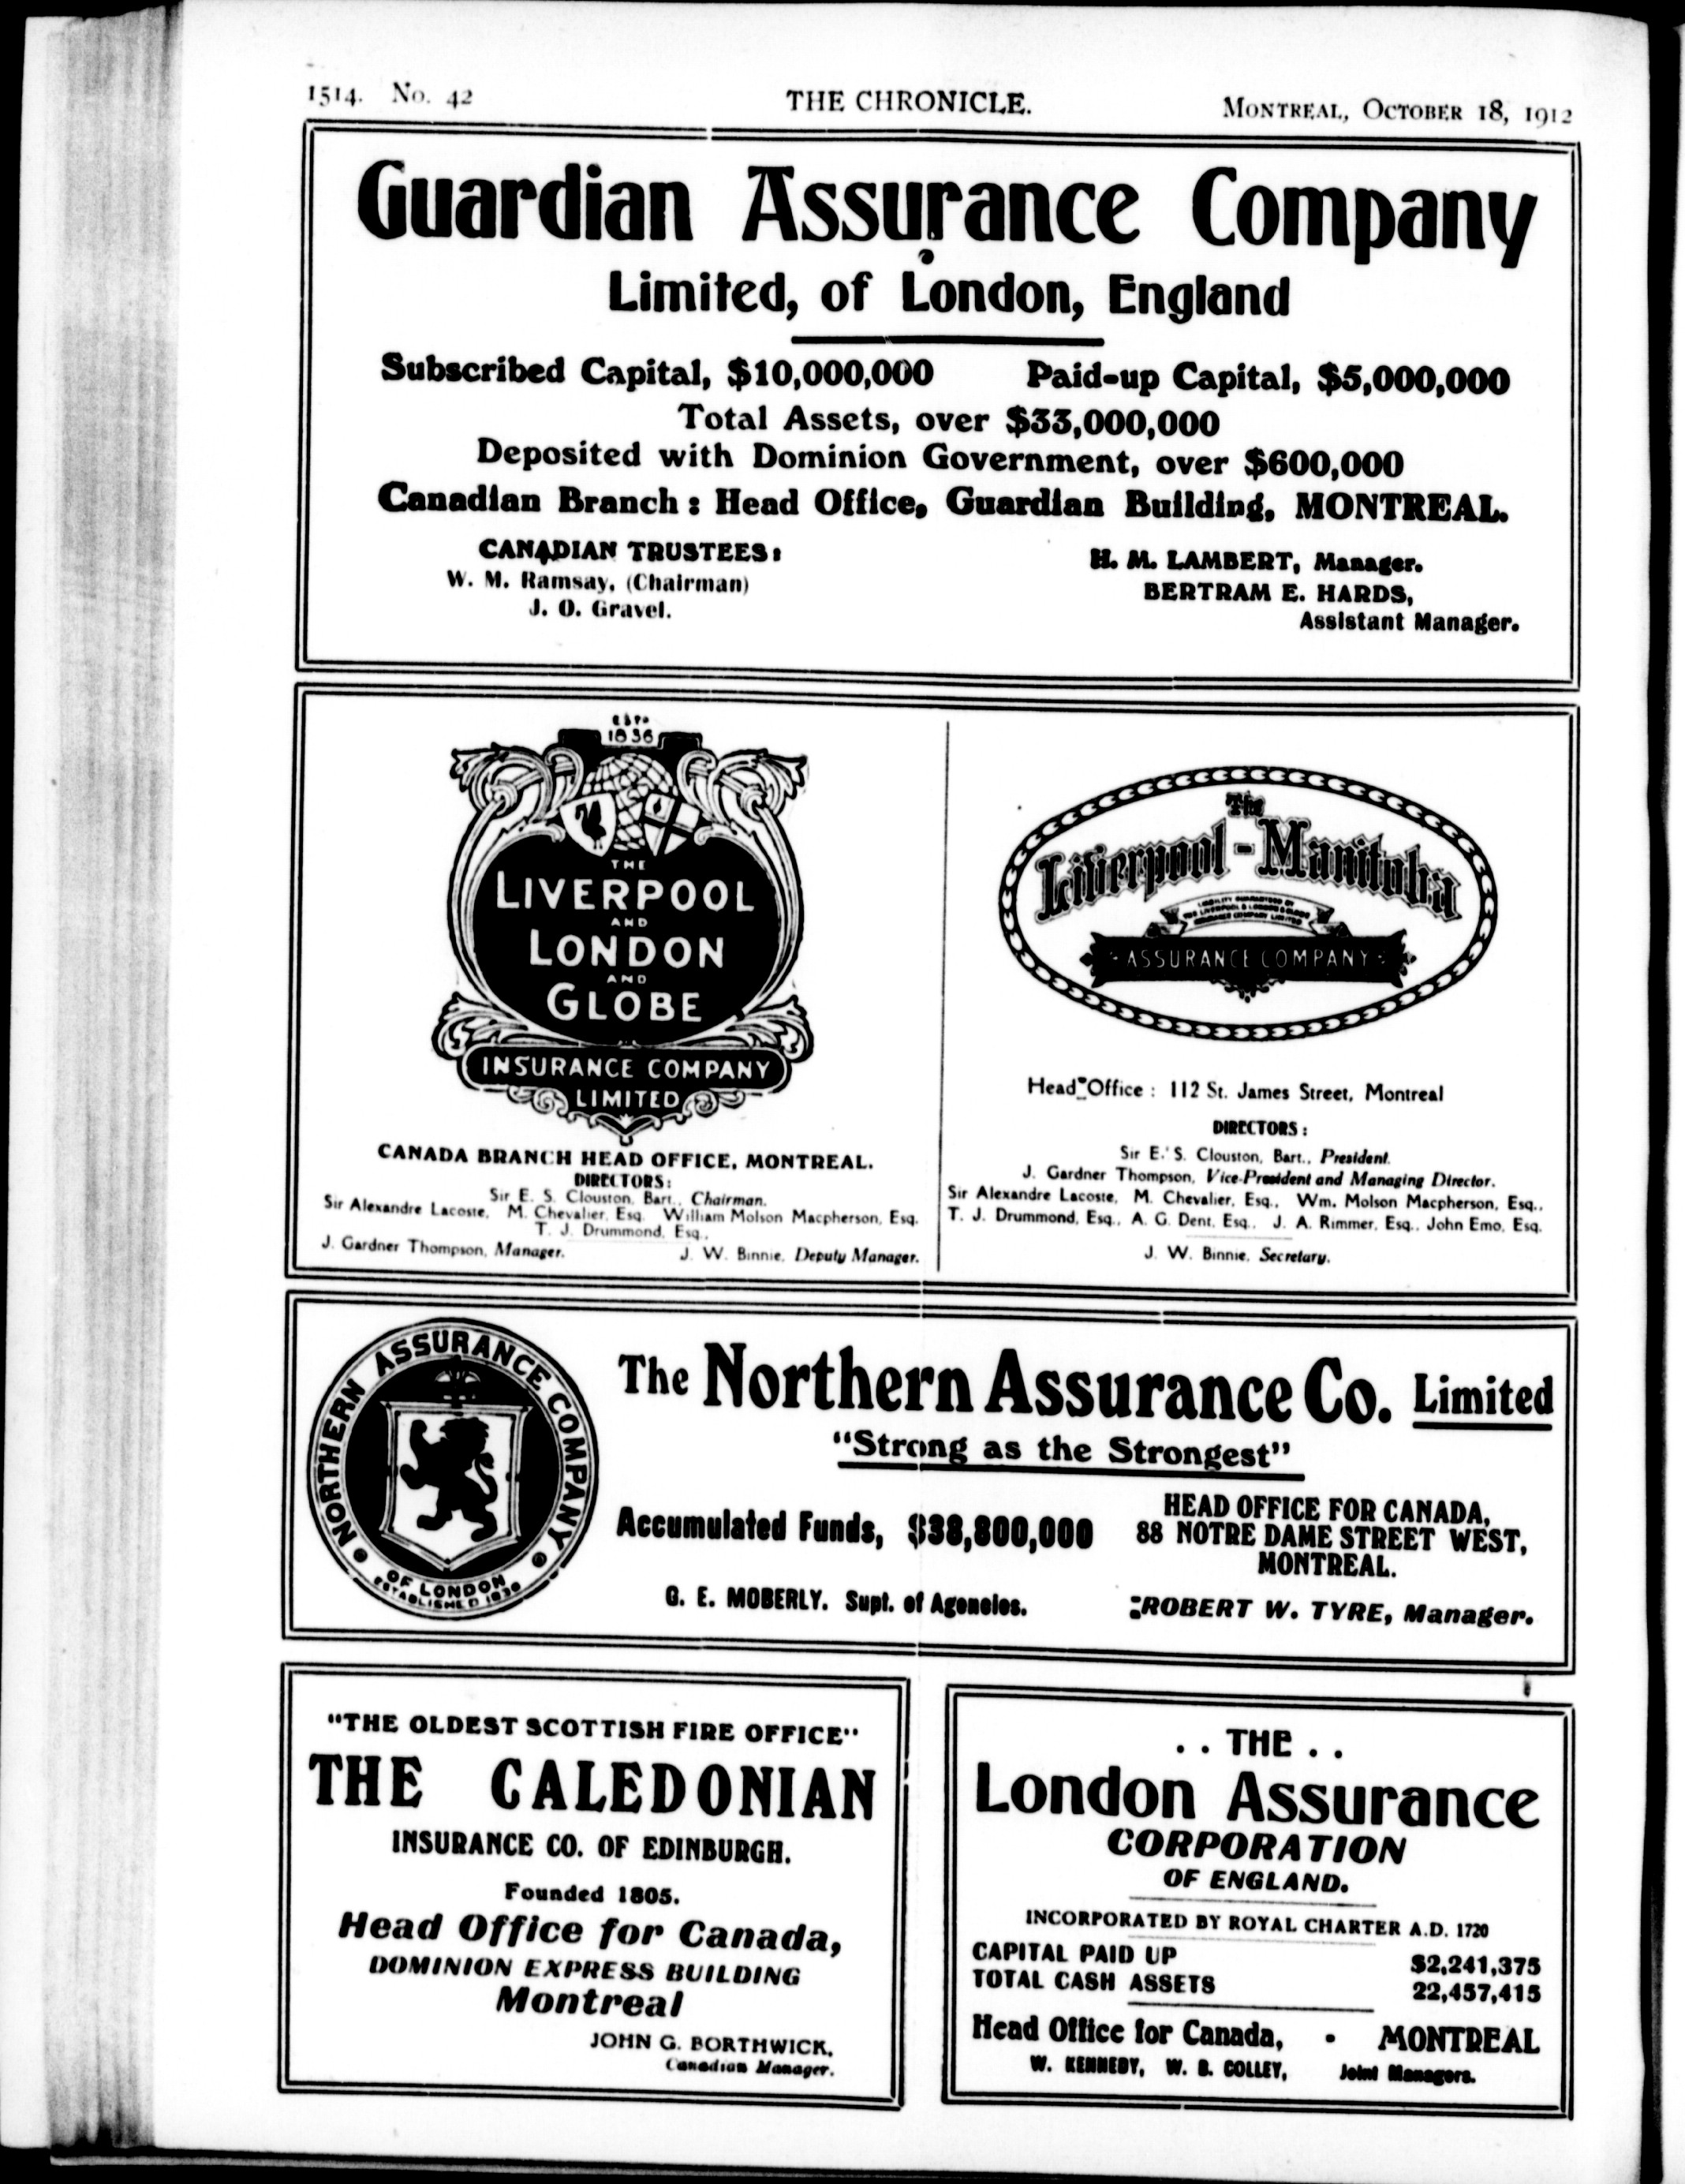 1514. No. 42 THE CHRONICLE. MONTREAL, OCTOBER 18, 1912
Guardian Assurance Company
Limited, of London, England
Subscribed Capital, $10,000,000 Paid-up Capital, $5,000,000
Total Assets, over $33,000,000
Deposited with Dominion Government, over $600,000
Canadian Branch: Head Office, Guardian Building, MONTREAL.
CANADIAN TRUSTEES:
W. M. Ramsay, (Chairman)
J. O. Gravel.
H. M. LAMBERT, Manager.
BERTRAM E. HARDS,
Assistant Manager.
ESTD
1836
THE
LIVERPOOL
AND
LONDON
AND
GLOBE
INSURANCE COMPANY
LIMITED
CANADA BRANCH HEAD OFFICE, MONTREAL.
DIRECTORS:
Sir E. S. Clouston, Bart., Chairman.
Sir Alexandre Lacoste, M. Chevalier, Esq. William Molson Macpherson, Esq.
T. J. Drummond, Esq.,
J. Gardner Thompson, Manager. J. W. Binnie, Deputy Manager.
The
Liverpool-Manitoba
LIABILITY GUARANTEED BY
THE LIVERPOOL & LONDON & GLOBE
INSURANCE COMPANY LIMITED
ASSURANCE COMPANY
Head Office: 112 St. James Street, Montreal
DIRECTORS:
Sir E. S. Clouston, Bart., President.
J. Gardner Thompson, Vice-President and Managing Director.
Sir Alexandre Lacoste, M. Chevalier, Esq., Wm. Molson Macpherson, Esq.,
T. J. Drummond, Esq., A. G. Dent, Esq., J. A. Rimmer, Esq., John Emo, Esq.
J. W. Binnie, Secretary.
NORTHERN ASSURANCE COMPANY
OF LONDON
ESTABLISHED 1836
The Northern Assurance Co. Limited
"Strong as the Strongest"
Accumulated Funds, $38,800,000
HEAD OFFICE FOR CANADA,
88 NOTRE DAME STREET WEST,
MONTREAL.
G. E. MOBERLY. Supt. of Agencies. ROBERT W. TYRE, Manager.
"THE OLDEST SCOTTISH FIRE OFFICE"
THE CALEDONIAN
INSURANCE CO. OF EDINBURGH.
Founded 1805.
Head Office for Canada,
DOMINION EXPRESS BUILDING
Montreal
JOHN G. BORTHWICK,
Canadian Manager.
. . THE . .
London Assurance
CORPORATION
OF ENGLAND.
INCORPORATED BY ROYAL CHARTER A.D. 1720
CAPITAL PAID UP $2,241,375
TOTAL CASH ASSETS 22,457,415
Head Office for Canada, - MONTREAL
W. KENNEDY, W. B. COLLEY, Joint Managers.